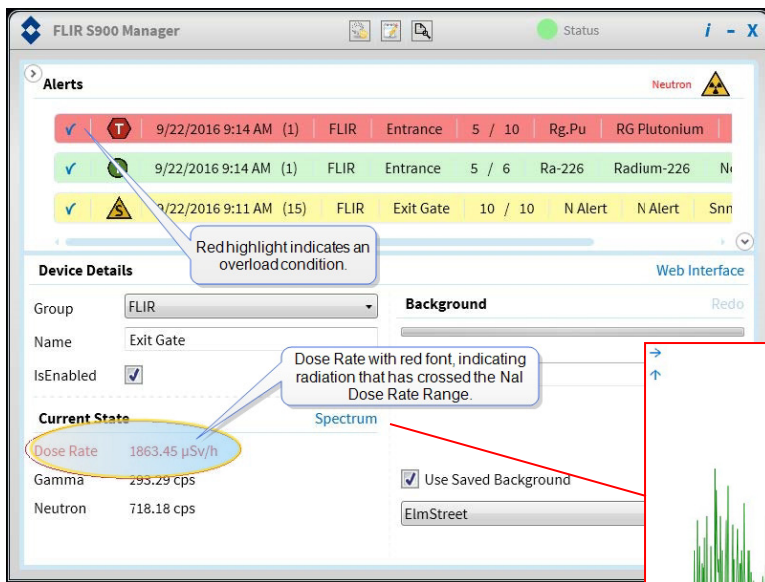 FLIR S900 Manager Status i - X
Alerts Neutron
T 9/22/2016 9:14 AM (1) FLIR Entrance 5 / 10 Rg.Pu RG Plutonium
9/22/2016 9:14 AM (1) FLIR Entrance 5 / 6 Ra-226 Radium-226
S 9/22/2016 9:11 AM (15) FLIR Exit Gate 10 / 10 N Alert N Alert
Red highlight indicates an
overload condition.
Device Details Web Interface
Group FLIR Background Redo
Name Exit Gate
IsEnabled
Dose Rate with red font, indicating
radiation that has crossed the NaI
Dose Rate Range.
Current State Spectrum
Dose Rate 1863.45 µSv/h
Gamma 293.29 cps
Use Saved Background
Neutron 718.18 cps
ElmStreet